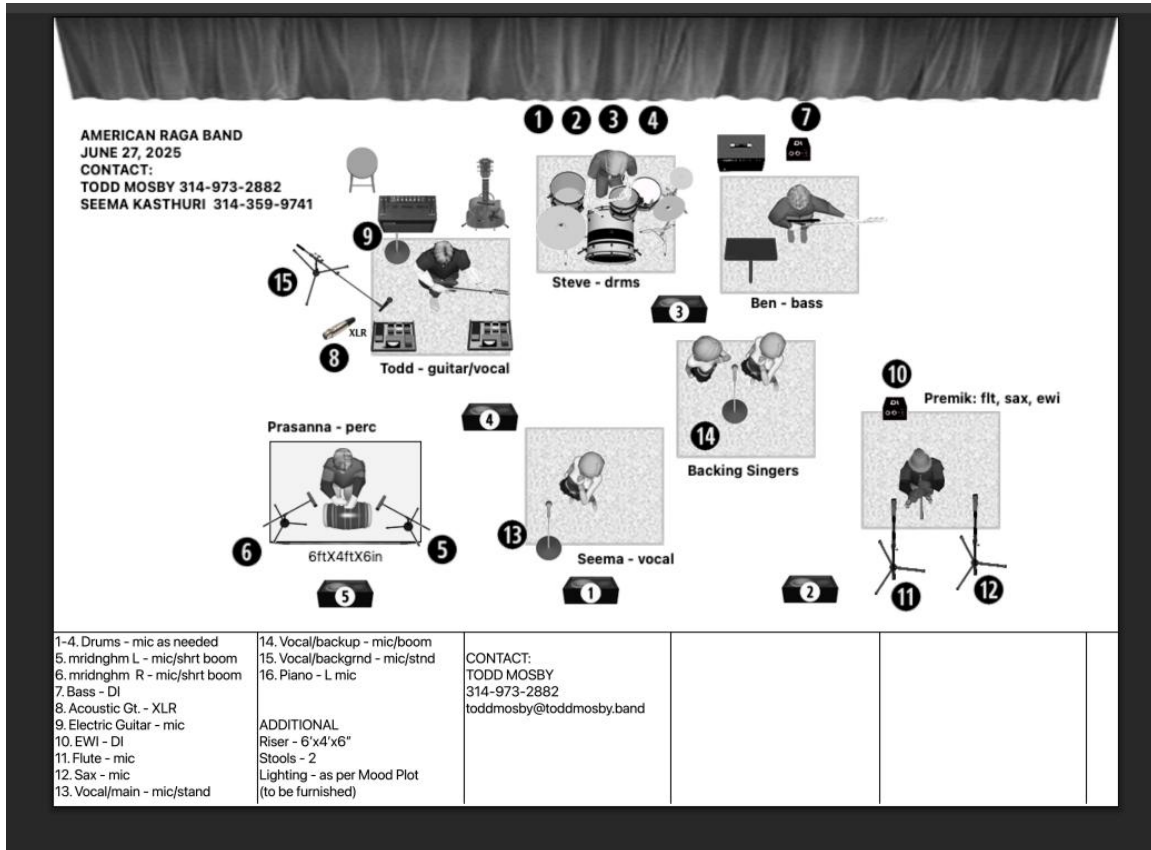 AMERICAN RAGA BAND
JUNE 27, 2025
CONTACT:
TODD MOSBY 314-973-2882
SEEMA KASTHURI 314-359-9741
1 2 3 4
7
DI
9
15
Steve - drms
Ben - bass
3
XLR
8
Todd - guitar/vocal
10
DI
Premik: flt, sax, ewi
4
14
Prasanna - perc
Backing Singers
13
6
5
6ftX4ftX6in
Seema - vocal
5
1
2
11
12
1-4. Drums - mic as needed
5. mridnghm L - mic/shrt boom
6. mridnghm R - mic/shrt boom
7. Bass - DI
8. Acoustic Gt. - XLR
9. Electric Guitar - mic
10. EWI - DI
11. Flute - mic
12. Sax - mic
13. Vocal/main - mic/stand
14. Vocal/backup - mic/boom
15. Vocal/backgrnd - mic/stnd
16. Piano - L mic
ADDITIONAL
Riser - 6'x4'x6”
Stools - 2
Lighting - as per Mood Plot
(to be furnished)
CONTACT:
TODD MOSBY
314-973-2882
toddmosby@toddmosby.band